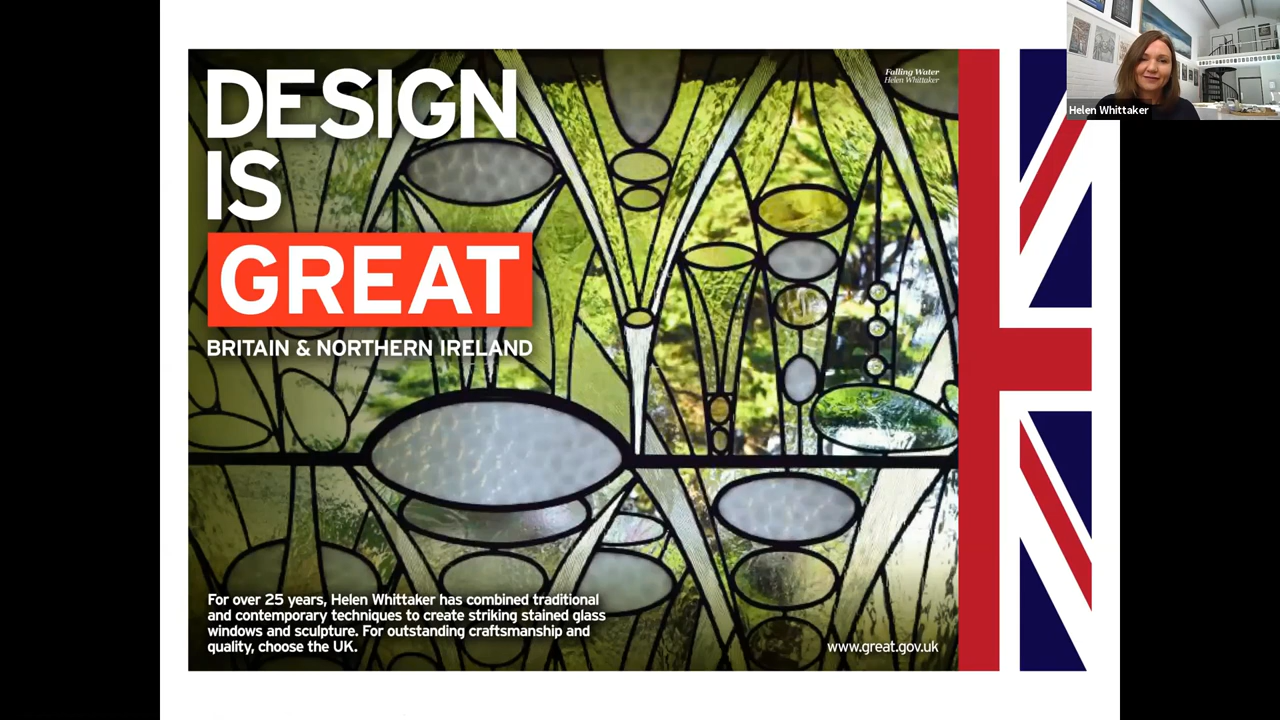 DESIGN
IS
GREAT
BRITAIN & NORTHERN IRELAND
Falling Water
Helen Whittaker
Helen Whittaker
For over 25 years, Helen Whittaker has combined traditional
and contemporary techniques to create striking stained glass
windows and sculpture. For outstanding craftsmanship and
quality, choose the UK.
www.great.gov.uk